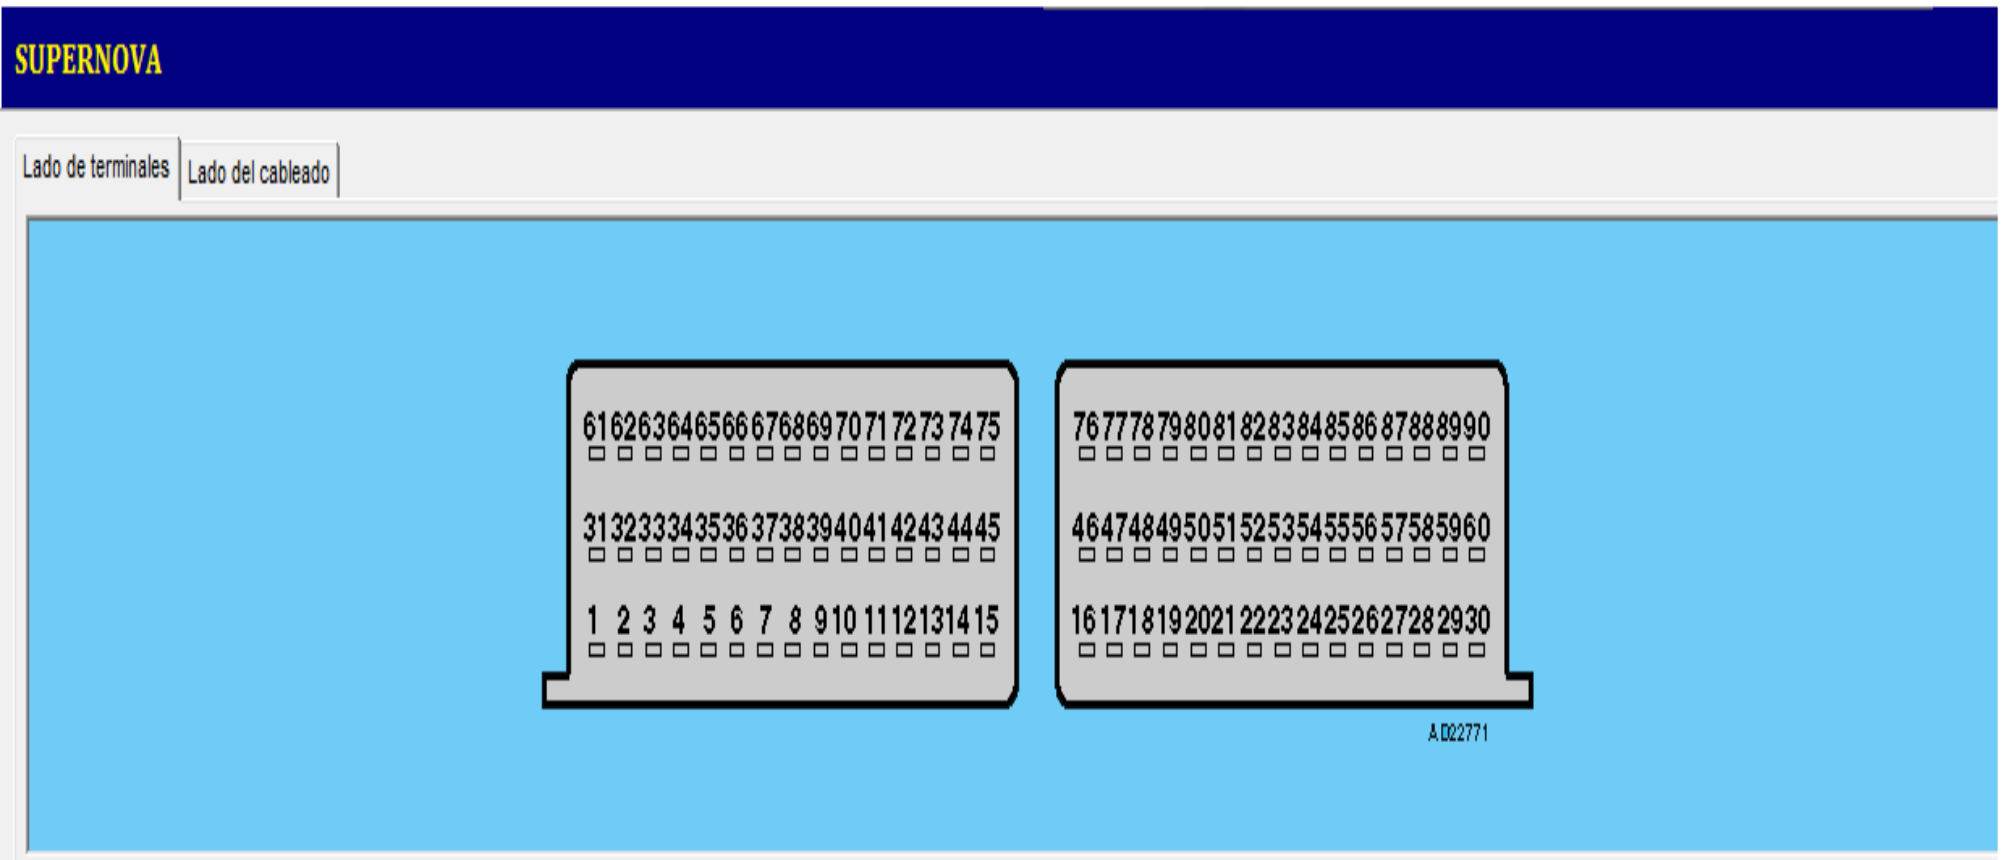 SUPERNOVA
Lado de terminales Lado del cableado
61 62 63 64 65 66 67 68 69 70 71 72 73 74 75 76 77 78 79 80 81 82 83 84 85 86 87 88 89 90
31 32 33 34 35 36 37 38 39 40 41 42 43 44 45 46 47 48 49 50 51 52 53 54 55 56 57 58 59 60
1 2 3 4 5 6 7 8 9 10 11 12 13 14 15 16 17 18 19 20 21 22 23 24 25 26 27 28 29 30
AD22771